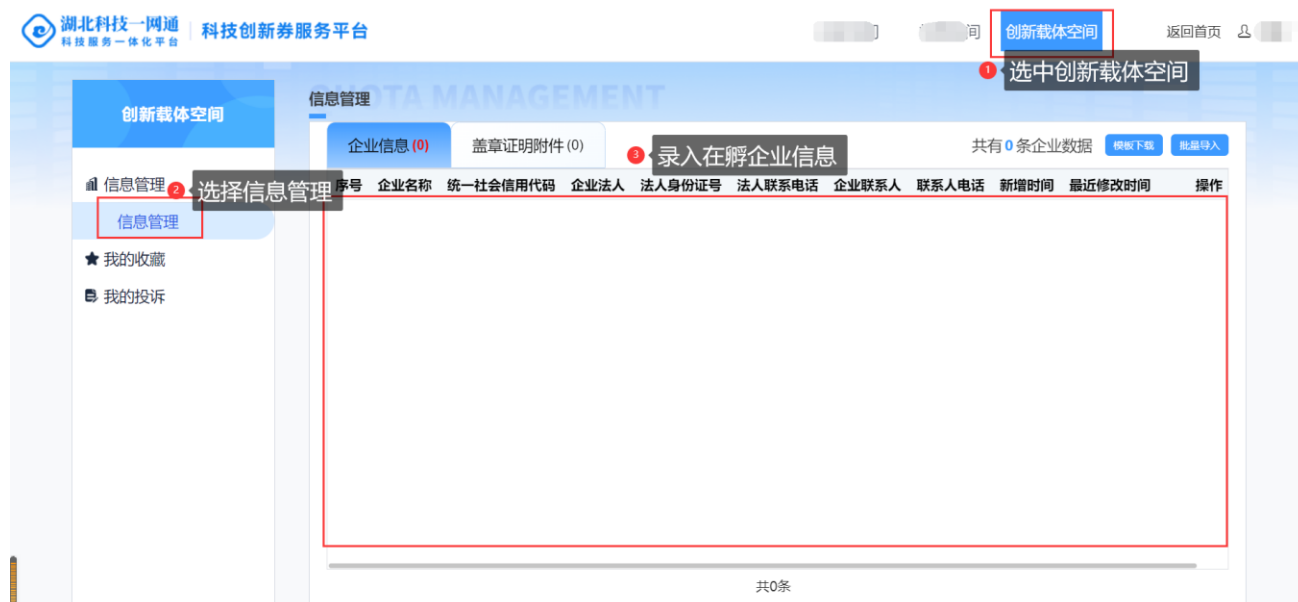 湖北科技一网通 科技创新券服务平台
科技服务一体化平台
间 创新载体空间 返回首页
1 选中创新载体空间
QUOTA MANAGEMENT
创新载体空间
信息管理
企业信息(0) 盖章证明附件(0) 3 录入在孵企业信息 共有0条企业数据 模板下载 批量导入
信息管理 2 选择信息管理
序号 企业名称 统一社会信用代码 企业法人 法人身份证号 法人联系电话 企业联系人 联系人电话 新增时间 最近修改时间 操作
信息管理
我的收藏
我的投诉
共0条